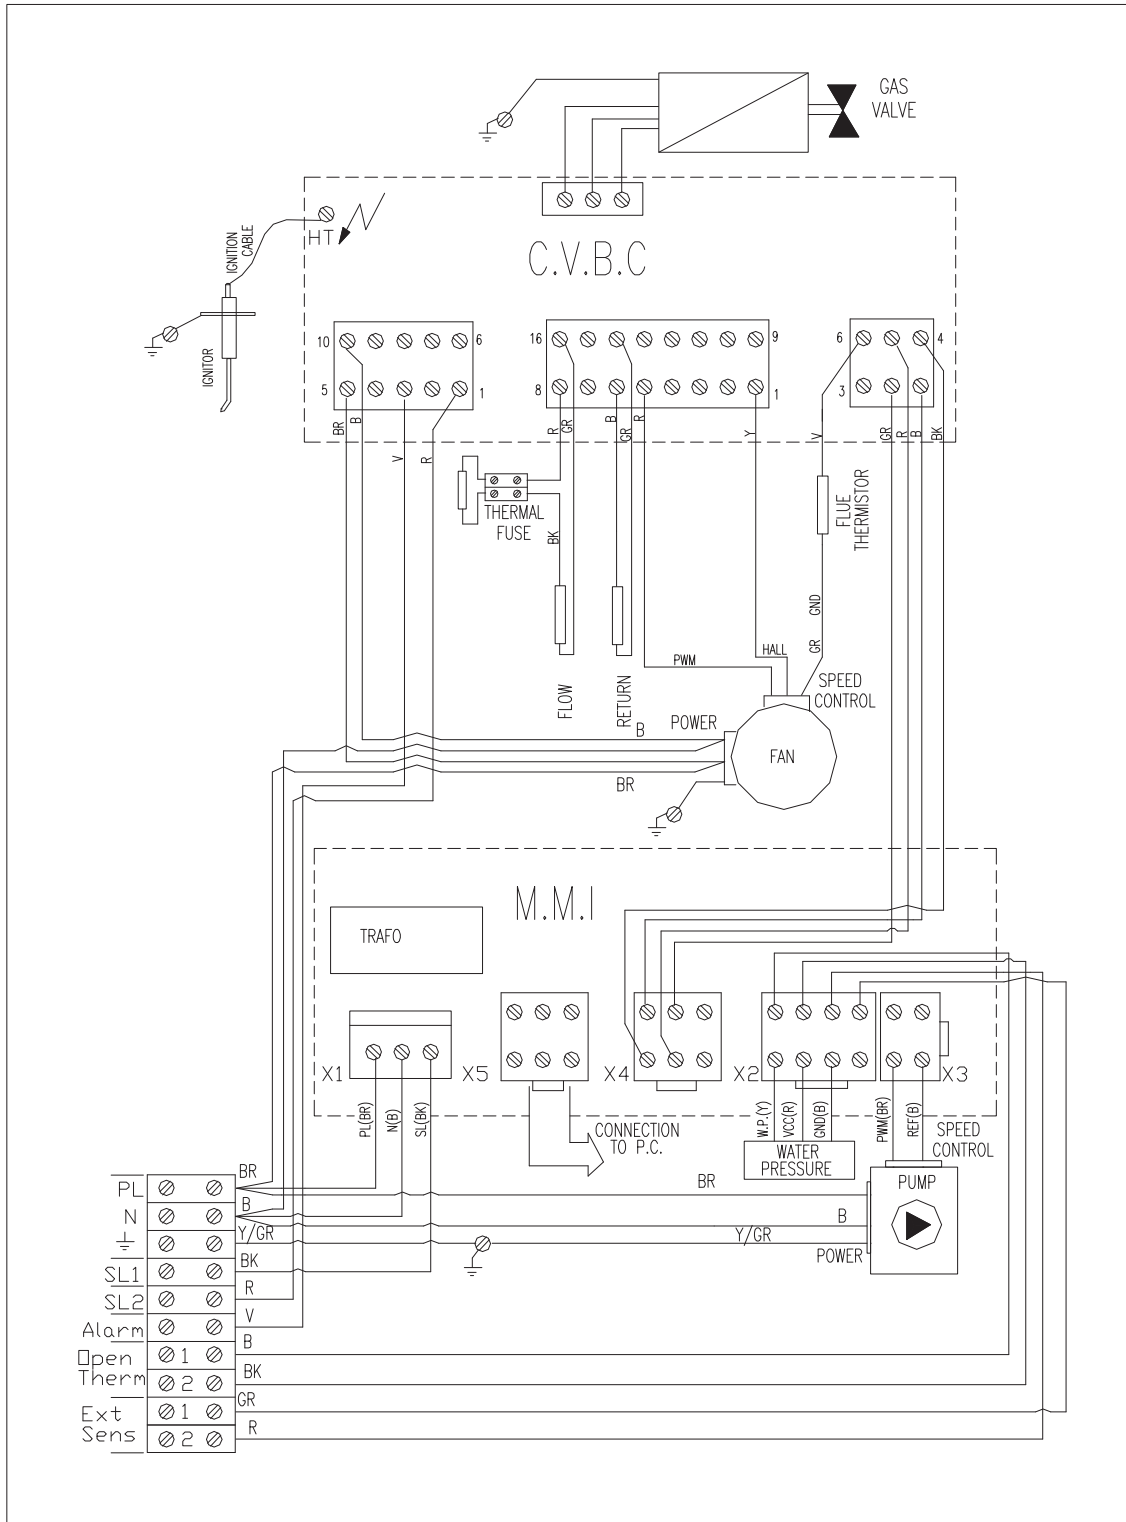 GAS
VALVE
IGNITION
CABLE
HT
C.V.B.C
IGNITOR
10
6
5
1
16
9
8
1
6
4
3
BR
B
V
R
R
GR
B
GR
R
Y
V
GR
R
B
BK
THERMAL
FUSE
BK
FLUE
THERMISTOR
GND
GR
PWM
HALL
FLOW
RETURN
SPEED
CONTROL
B
POWER
FAN
BR
M.M.I
TRAFO
X1
X5
X4
X2
X3
PL(BR)
N(B)
SL(BK)
W.P.(Y)
VCC(R)
GND(B)
PWM(BR)
REF(B)
CONNECTION
TO P.C.
WATER
PRESSURE
SPEED
CONTROL
PUMP
PL
BR
BR
N
B
B
Y/GR
Y/GR
POWER
SL1
BK
SL2
R
Alarm
V
Open
Therm
1
B
2
BK
Ext
Sens
1
GR
2
R